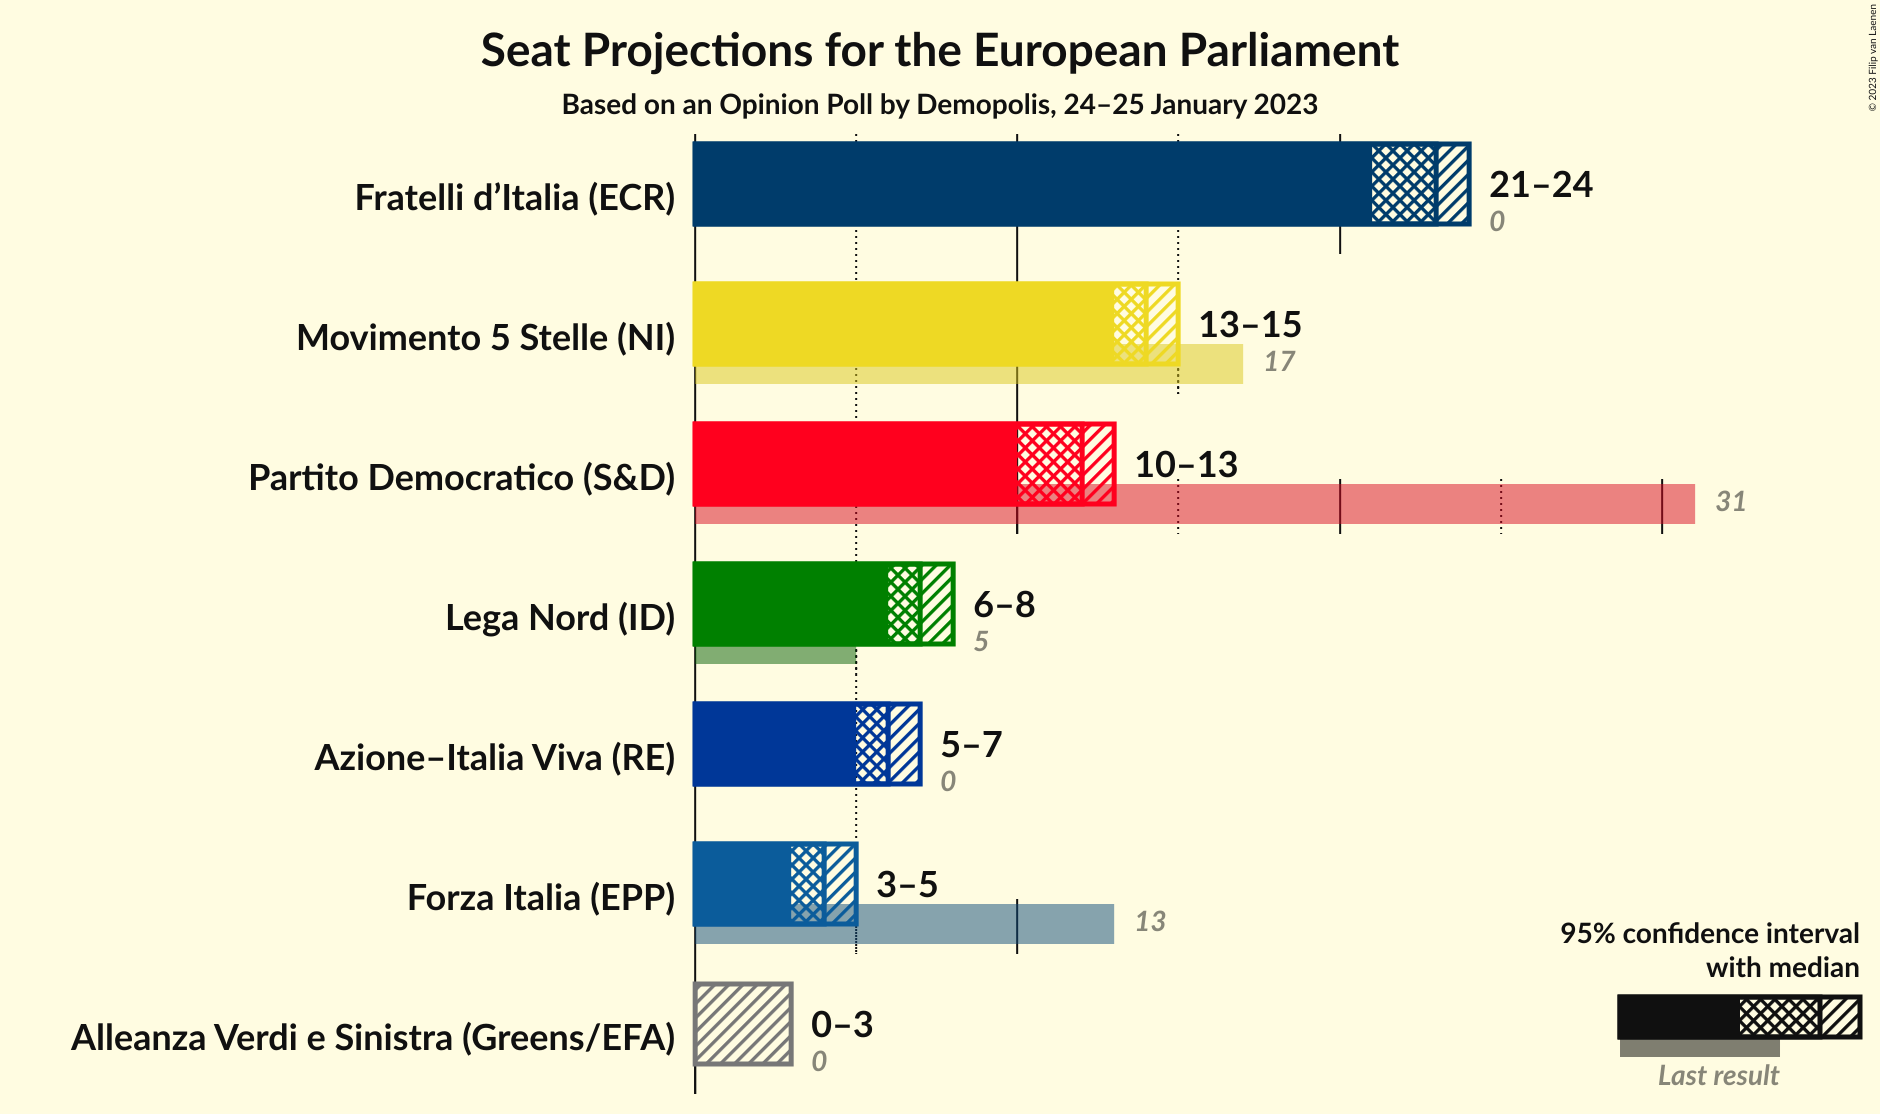 Seat Projections for the European Parliament
Based on an Opinion Poll by Demopolis, 24–25 January 2023
© 2023 Filip van Laenen
Fratelli d’Italia (ECR)
21–24
0
Movimento 5 Stelle (NI)
13–15
17
Partito Democratico (S&D)
10–13
31
Lega Nord (ID)
6–8
5
Azione–Italia Viva (RE)
5–7
0
Forza Italia (EPP)
3–5
13
Alleanza Verdi e Sinistra (Greens/EFA)
0–3
0
95% confidence interval
with median
Last result